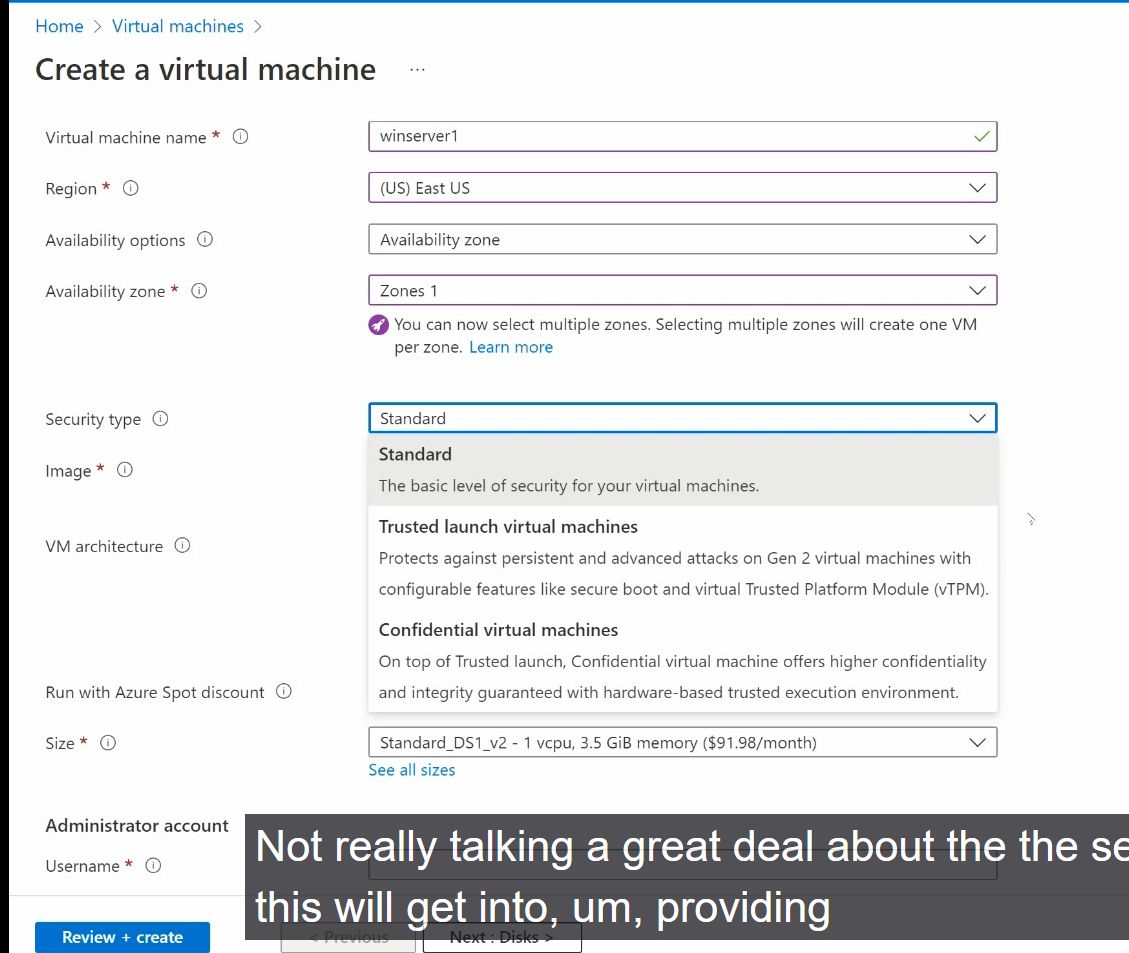 Home > Virtual machines >
Create a virtual machine ...
Virtual machine name *
winserver1
Region *
(US) East US
Availability options
Availability zone
Availability zone *
Zones 1
You can now select multiple zones. Selecting multiple zones will create one VM
per zone. Learn more
Security type
Standard
Standard
The basic level of security for your virtual machines.
Image *
Trusted launch virtual machines
VM architecture
Protects against persistent and advanced attacks on Gen 2 virtual machines with
configurable features like secure boot and virtual Trusted Platform Module (vTPM).
Confidential virtual machines
On top of Trusted launch, Confidential virtual machine offers higher confidentiality
and integrity guaranteed with hardware-based trusted execution environment.
Run with Azure Spot discount
Size *
Standard_DS1_v2 - 1 vcpu, 3.5 GiB memory ($91.98/month)
See all sizes
Administrator account
Username *
Not really talking a great deal about the the se
this will get into, um, providing
Review + create
< Previous
Next : Disks >